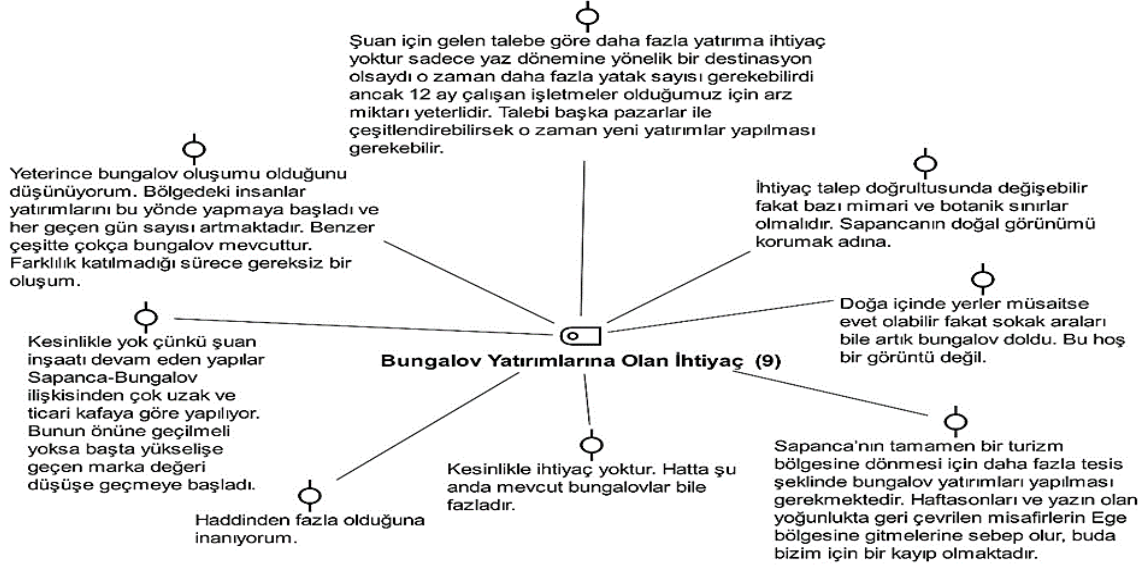 Şuan için gelen talebe göre daha fazla yatırıma ihtiyaç
yoktur sadece yaz dönemine yönelik bir destinasyon
olsaydı o zaman daha fazla yatak sayısı gerekebilirdi
ancak 12 ay çalışan işletmeler olduğumuz için arz
miktarı yeterlidir. Talebi başka pazarlar ile
çeşitlendirebilirsek o zaman yeni yatırımlar yapılması
gerekebilir.
Yeterince bungalov oluşumu olduğunu
düşünüyorum. Bölgedeki insanlar
yatırımlarını bu yönde yapmaya başladı ve
her geçen gün sayısı artmaktadır. Benzer
çeşitte çokça bungalov mevcuttur.
Farklılık katılmadığı sürece gereksiz bir
oluşum.
İhtiyaç talep doğrultusunda değişebilir
fakat bazı mimari ve botanik sınırlar
olmalıdır. Sapancanın doğal görünümü
korumak adına.
Doğa içinde yerler müsaitse
evet olabilir fakat sokak araları
bile artık bungalov doldu. Bu hoş
bir görüntü değil.
Kesinlikle yok çünkü şuan
inşaatı devam eden yapılar
Sapanca-Bungalov
ilişkisinden çok uzak ve
ticari kafaya göre yapılıyor.
Bunun önüne geçilmeli
yoksa başta yükselişe
geçen marka değeri
düşüşe geçmeye başladı.
Bungalov Yatırımlarına Olan İhtiyaç (9)
Haddinden fazla olduğuna
inanıyorum.
Kesinlikle ihtiyaç yoktur. Hatta şu
anda mevcut bungalovlar bile
fazladır.
Sapanca'nın tamamen bir turizm
bölgesine dönmesi için daha fazla tesis
şeklinde bungalov yatırımları yapılması
gerekmektedir. Haftasonları ve yazın olan
yoğunlukta geri çevrilen misafirlerin Ege
bölgesine gitmelerine sebep olur, buda
bizim için bir kayıp olmaktadır.